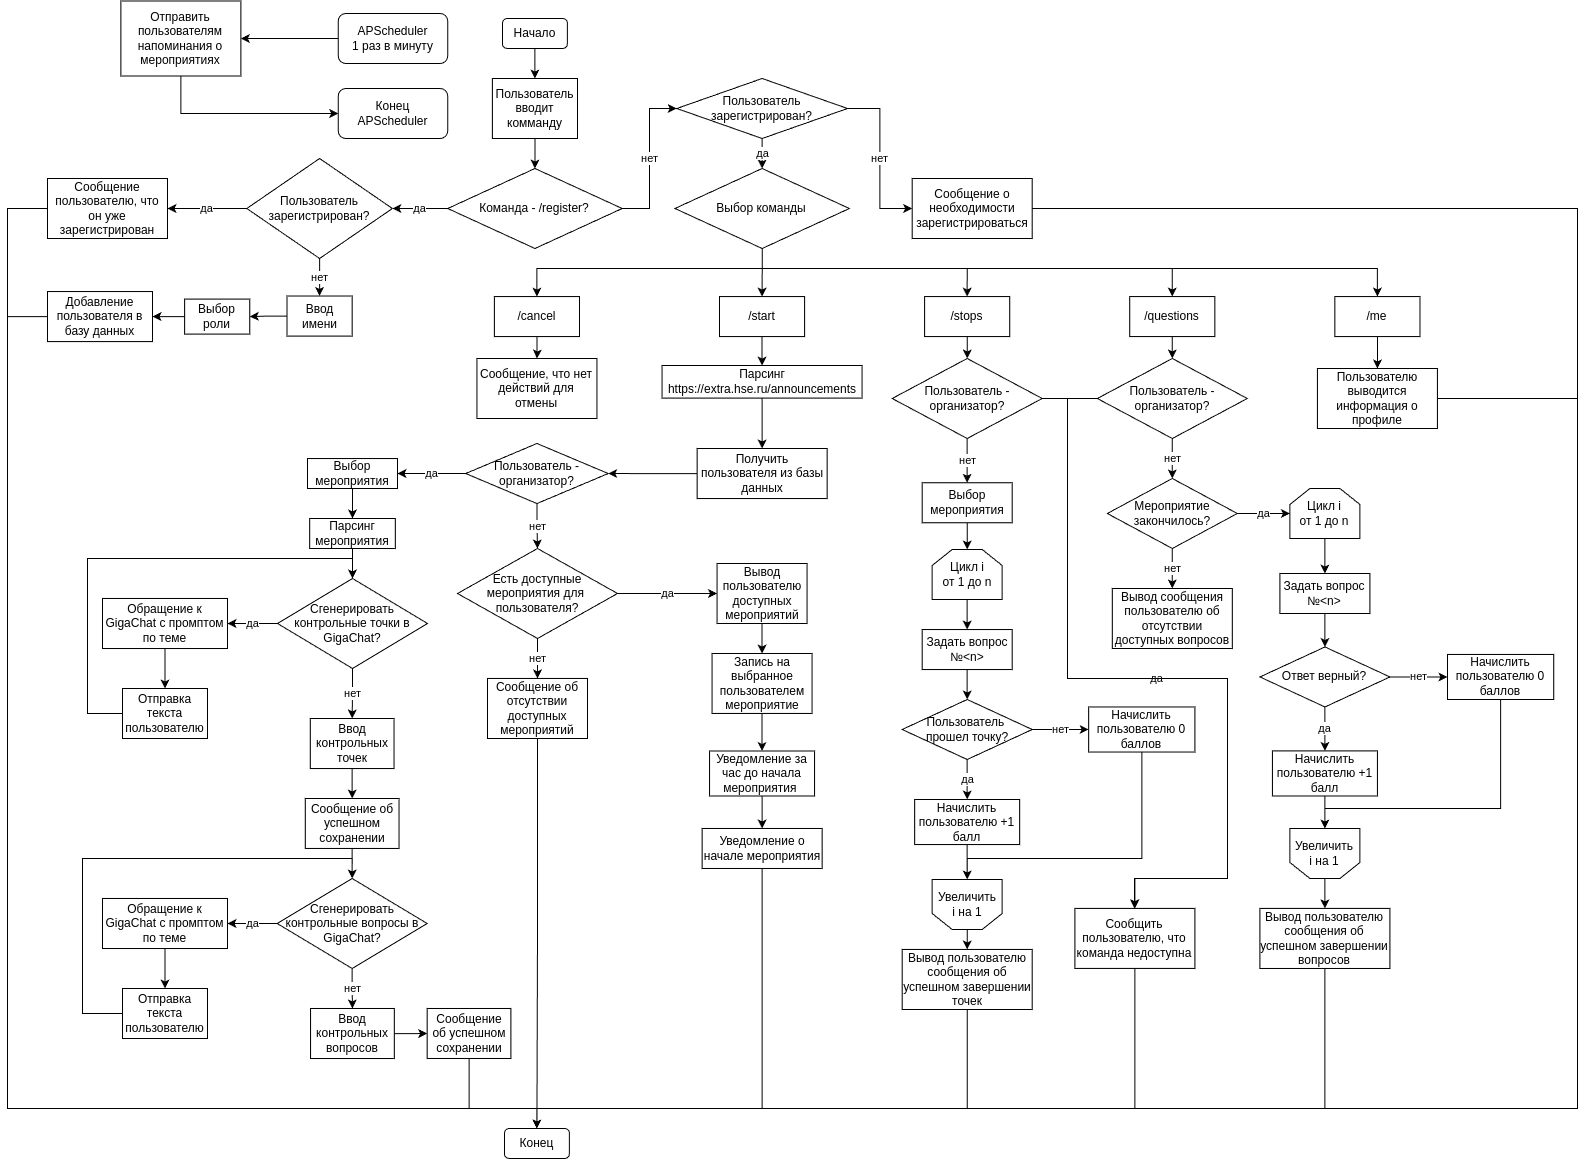 Отправить
пользователям
напоминания о
мероприятиях
APScheduler
1 раз в минуту
Начало
Конец
APScheduler
Пользователь
вводит
комманду
Пользователь
зарегистрирован?
нет
да
нет
Сообщение
пользователю, что
он уже
зарегистрирован
да
Пользователь
зарегистрирован?
да
Команда - /register?
Выбор команды
Сообщение о
необходимости
зарегистрироваться
нет
Добавление
пользователя в
базу данных
Выбор
роли
Ввод
имени
/cancel
/start
/stops
/questions
/me
Сообщение, что нет
действий для
отмены
Парсинг
https://extra.hse.ru/announcements
Пользователь -
организатор?
Пользователь -
организатор?
Пользователю
выводится
информация о
профиле
Выбор
мероприятия
да
Пользователь -
организатор?
Получить
пользователя из базы
данных
нет
нет
нет
Парсинг
мероприятия
Выбор
мероприятия
Мероприятие
закончилось?
да
Цикл i
от 1 до n
Есть доступные
мероприятия для
пользователя?
да
Вывод
пользователю
доступных
мероприятий
Цикл i
от 1 до n
нет
Задать вопрос
№<n>
Обращение к
GigaChat с промптом
по теме
да
Сгенерировать
контрольные точки в
GigaChat?
Вывод сообщения
пользователю об
отсутствии
доступных вопросов
Задать вопрос
№<n>
нет
Запись на
выбранное
пользователем
мероприятие
да
Ответ верный?
нет
Начислить
пользователю 0
баллов
Отправка
текста
пользователю
нет
Сообщение об
отсутствии
доступных
мероприятий
Пользователь
прошел точку?
нет
Начислить
пользователю 0
баллов
да
Ввод
контрольных
точек
Уведомление за
час до начала
мероприятия
да
Начислить
пользователю +1
балл
Сообщение об
успешном
сохранении
Уведомление о
начале мероприятия
Начислить
пользователю +1
балл
Увеличить
i на 1
Обращение к
GigaChat с промптом
по теме
да
Сгенерировать
контрольные вопросы в
GigaChat?
Увеличить
i на 1
Сообщить
пользователю, что
команда недоступна
Вывод пользователю
сообщения об
успешном завершении
вопросов
Отправка
текста
пользователю
нет
Вывод пользователю
сообщения об
успешном завершении
точек
Ввод
контрольных
вопросов
Сообщение
об успешном
сохранении
Конец